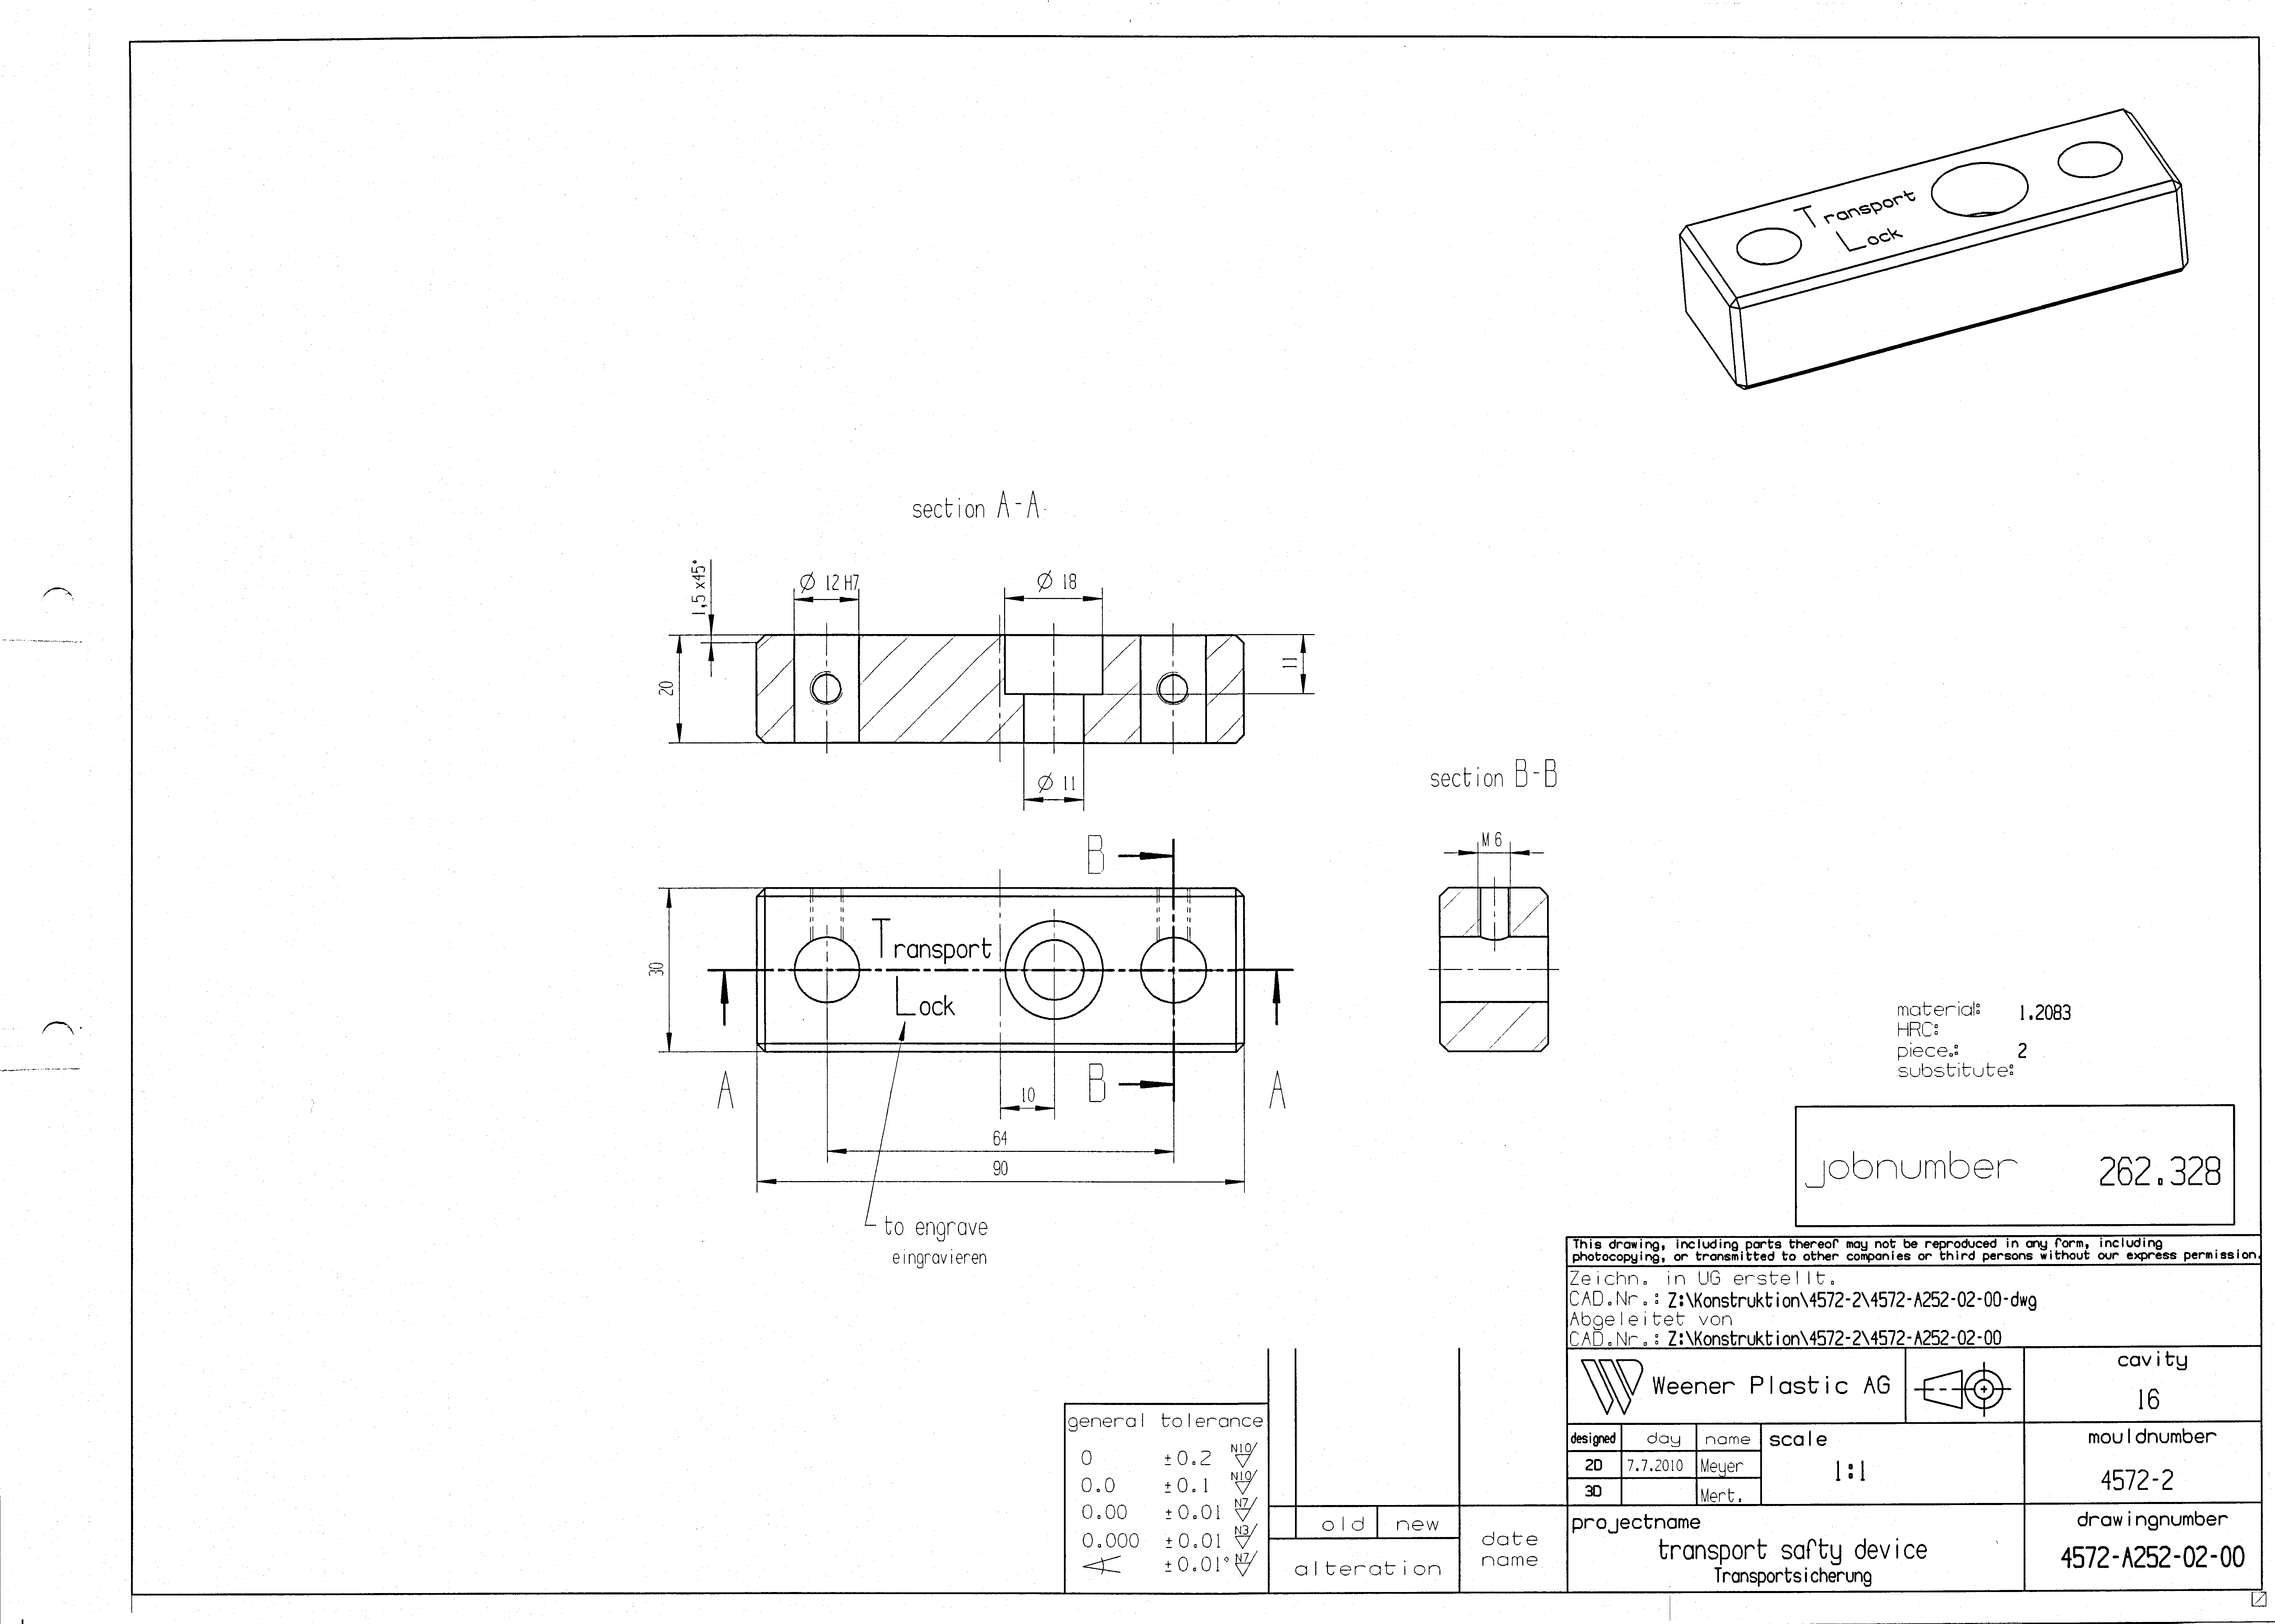 Transport
Lock
section A-A
1,5 x45°
Ø 12 H7
Ø 18
20
11
Ø 11
section B-B
M 6
B
30
Transport
Lock
A
B
A
10
64
90
to engrave
eingravieren
material: 1.2083
HRC:
piece.: 2
substitute:
jobnumber 262.328
This drawing, including parts thereof may not be reproduced in any form, including
photocopying, or transmitted to other companies or third persons without our express permission.
Zeichn. in UG erstellt.
CAD.Nr.: Z:\Konstruktion\4572-2\4572-A252-02-00-dwg
Abgeleitet von
CAD.Nr.: Z:\Konstruktion\4572-2\4572-A252-02-00
Weener Plastic AG
cavity
16
designed day name
2D 7.7.2010 Meyer
3D Mert.
scale
1:1
mouldnumber
4572-2
projectname
transport safty device
Transportsicherung
drawingnumber
4572-A252-02-00
general tolerance
0 ±0.2 N10
0.0 ±0.1 N10
0.00 ±0.01 N7
0.000 ±0.01 N3
±0.01° N7
old new
alteration
date
name